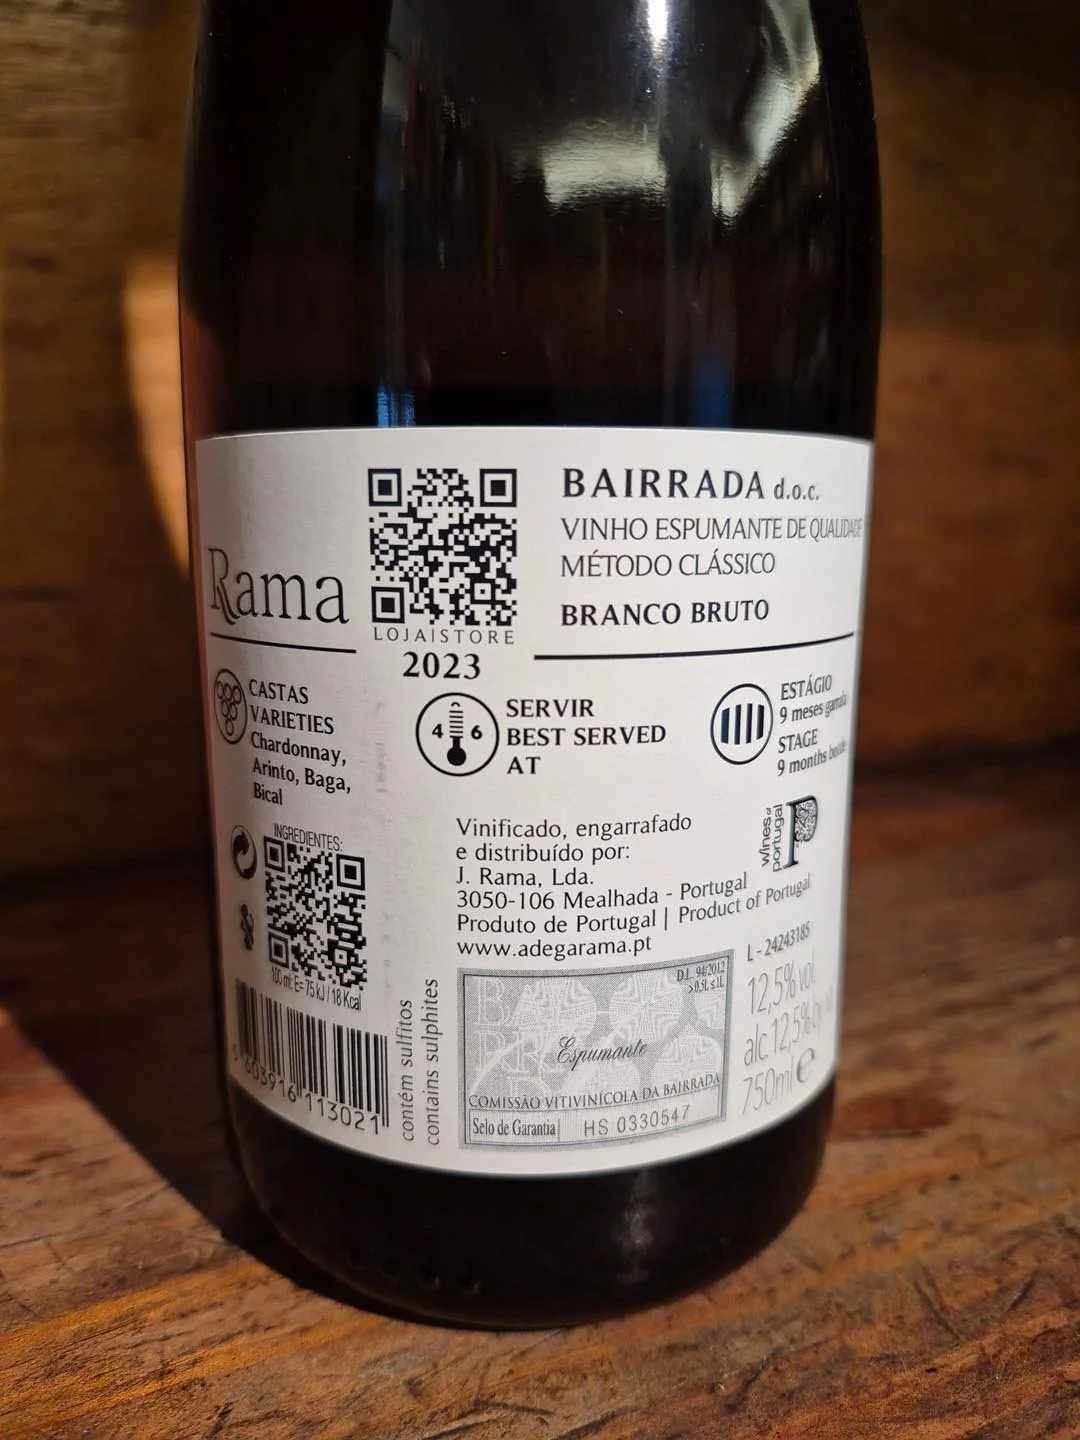 Rama
LOJAISTORE
2023
BAIRRADA d.o.c.
VINHO ESPUMANTE DE QUALIDADE
MÉTODO CLÁSSICO
BRANCO BRUTO
CASTAS
VARIETIES
Chardonnay,
Arinto, Baga,
Bical
4 6
SERVIR
BEST SERVED
AT
ESTÁGIO
9 meses garrafa
STAGE
9 months bottle
INGREDIENTES:
100 ml: E= 75 kJ / 18 Kcal
5 603916 113021
contém sulfitos
contains sulphites
Vinificado, engarrafado
e distribuído por:
J. Rama, Lda.
3050-106 Mealhada - Portugal
Produto de Portugal | Product of Portugal
www.adegarama.pt
wines of
portugal
P
L - 24243185
12,5% vol
alc 12,5% by vol
750ml e
D.L. 94/2012
>0,5L ≤ 1L
Espumante
COMISSÃO VITIVINÍCOLA DA BAIRRADA
Selo de Garantia
HS 0330547